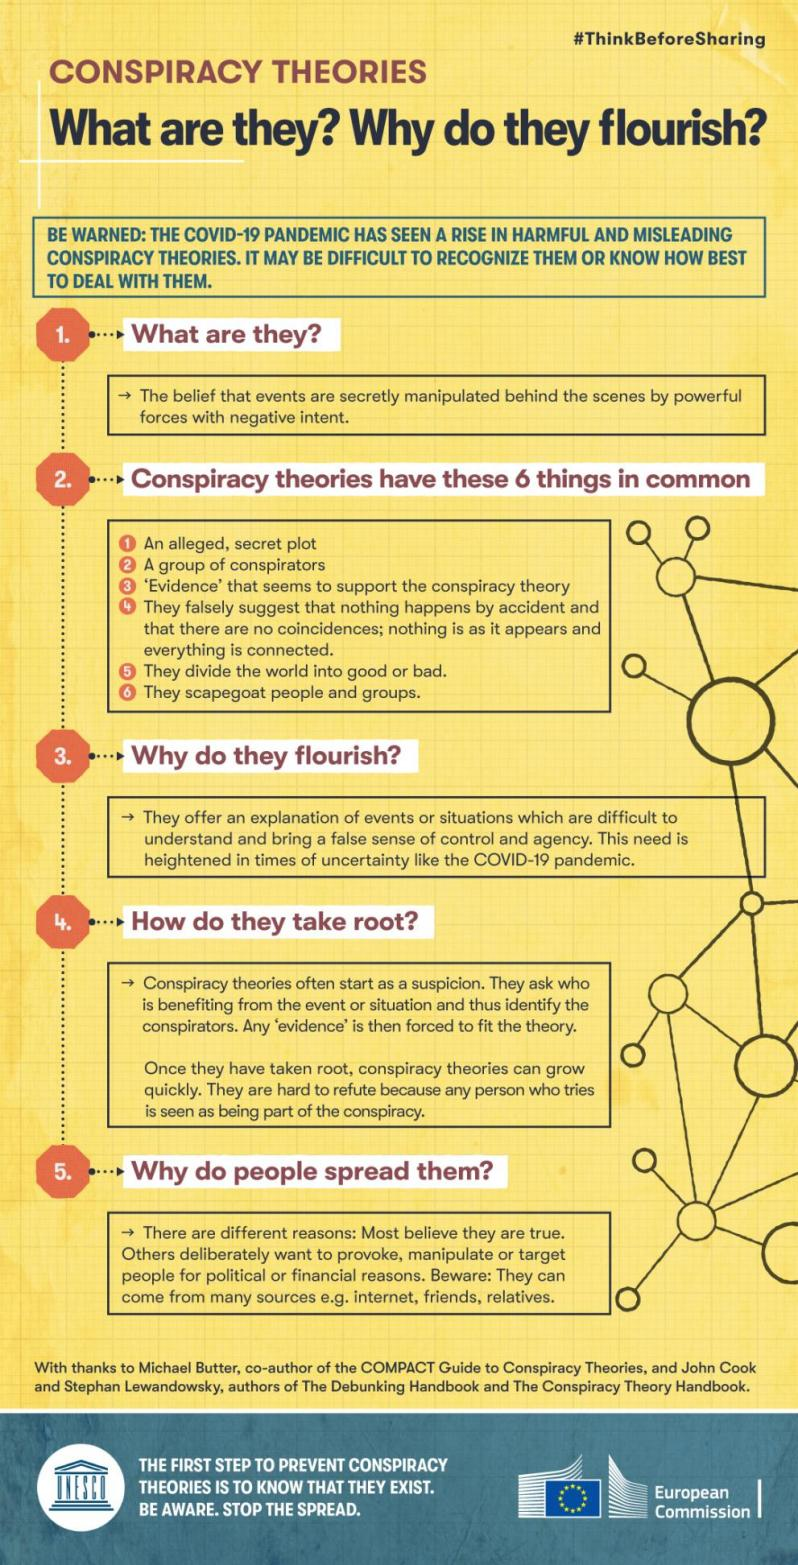 #ThinkBeforeSharing
CONSPIRACY THEORIES
What are they? Why do they flourish?
BE WARNED: THE COVID-19 PANDEMIC HAS SEEN A RISE IN HARMFUL AND MISLEADING
CONSPIRACY THEORIES. IT MAY BE DIFFICULT TO RECOGNIZE THEM OR KNOW HOW BEST
TO DEAL WITH THEM.
1. What are they?
→ The belief that events are secretly manipulated behind the scenes by powerful
forces with negative intent.
2. Conspiracy theories have these 6 things in common
1 An alleged, secret plot
2 A group of conspirators
3 ‘Evidence’ that seems to support the conspiracy theory
4 They falsely suggest that nothing happens by accident and
that there are no coincidences; nothing is as it appears and
everything is connected.
5 They divide the world into good or bad.
6 They scapegoat people and groups.
3. Why do they flourish?
→ They offer an explanation of events or situations which are difficult to
understand and bring a false sense of control and agency. This need is
heightened in times of uncertainty like the COVID-19 pandemic.
4. How do they take root?
→ Conspiracy theories often start as a suspicion. They ask who
is benefiting from the event or situation and thus identify the
conspirators. Any ‘evidence’ is then forced to fit the theory.
Once they have taken root, conspiracy theories can grow
quickly. They are hard to refute because any person who tries
is seen as being part of the conspiracy.
5. Why do people spread them?
→ There are different reasons: Most believe they are true.
Others deliberately want to provoke, manipulate or target
people for political or financial reasons. Beware: They can
come from many sources e.g. internet, friends, relatives.
With thanks to Michael Butter, co-author of the COMPACT Guide to Conspiracy Theories, and John Cook
and Stephan Lewandowsky, authors of The Debunking Handbook and The Conspiracy Theory Handbook.
UNESCO
THE FIRST STEP TO PREVENT CONSPIRACY
THEORIES IS TO KNOW THAT THEY EXIST.
BE AWARE. STOP THE SPREAD.
European
Commission